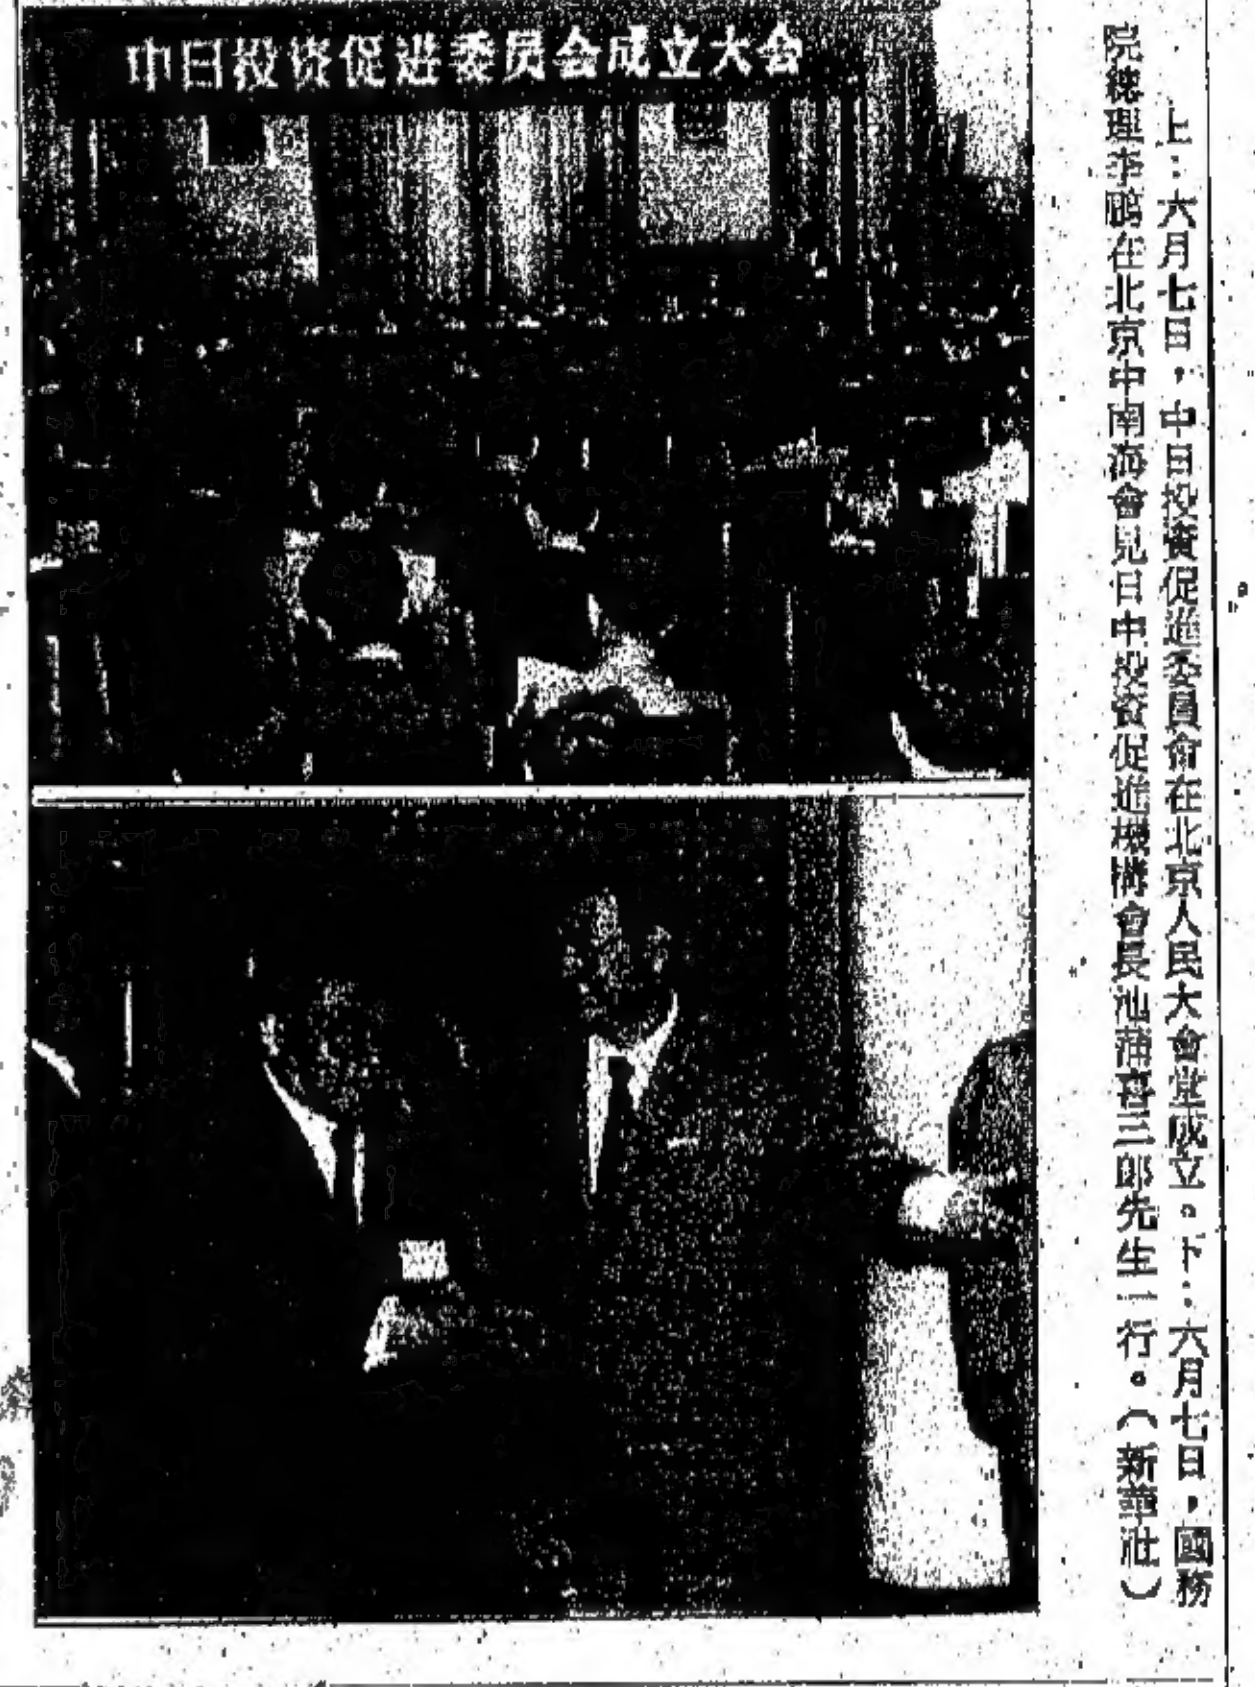 中日投资促进委员会成立大会
上：六月七日，中日投資促進委員會在北京人民大會堂成立。下：六月七日，國務
院總理李鵬在北京中南海會見日中投資促進機構會長池浦喜三郎先生一行。（新華社）